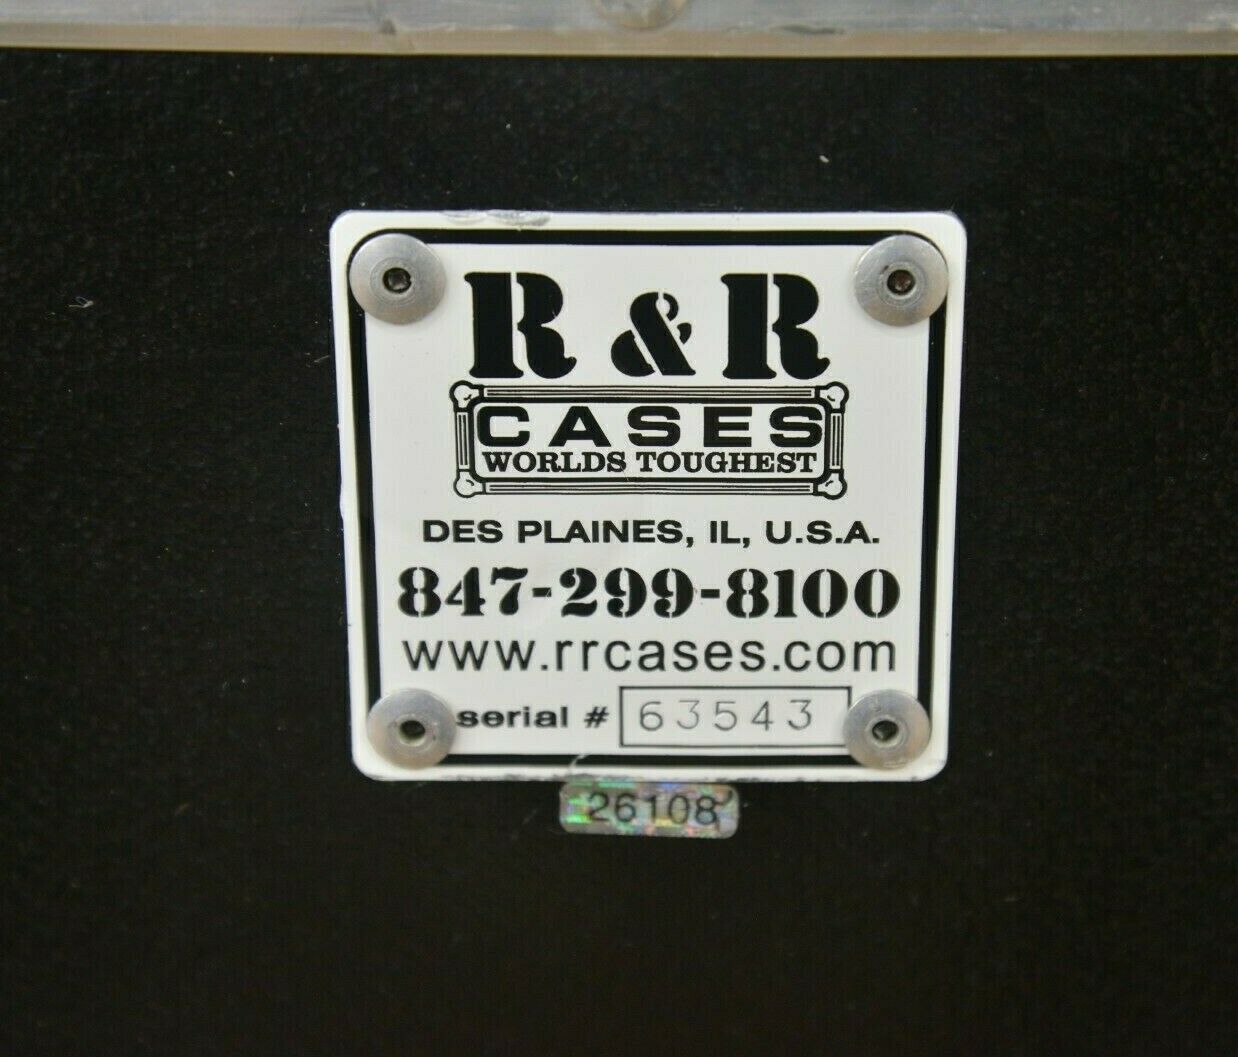 R & R
CASES
WORLDS TOUGHEST
DES PLAINES, IL, U.S.A.
847-299-8100
www.rrcases.com
serial # 63543
26108